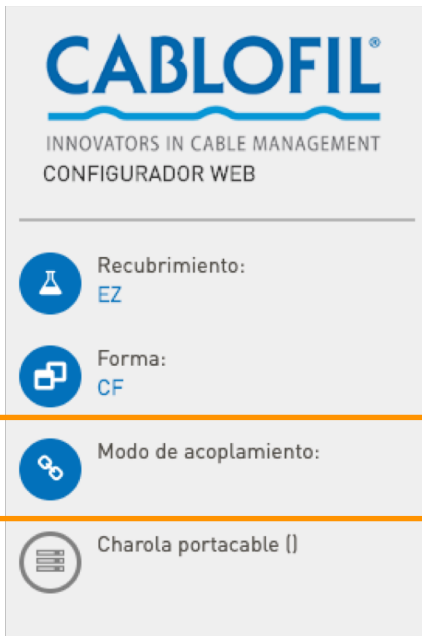 CABLOFIL®
INNOVATORS IN CABLE MANAGEMENT
CONFIGURADOR WEB
Recubrimiento:
EZ
Forma:
CF
Modo de acoplamiento:
Charola portacable ()